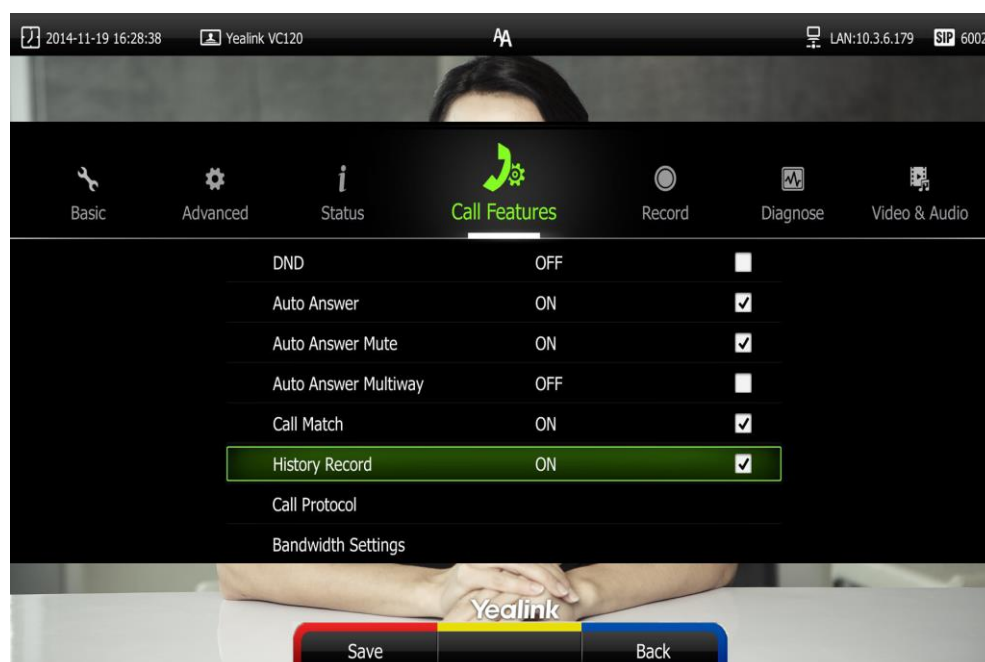 2014-11-19 16:28:38 Yealink VC120 AA LAN:10.3.6.179 SIP 6002
Basic Advanced Status Call Features Record Diagnose Video & Audio
DND OFF
Auto Answer ON
Auto Answer Mute ON
Auto Answer Multiway OFF
Call Match ON
History Record ON
Call Protocol
Bandwidth Settings
Yealink
Save Back